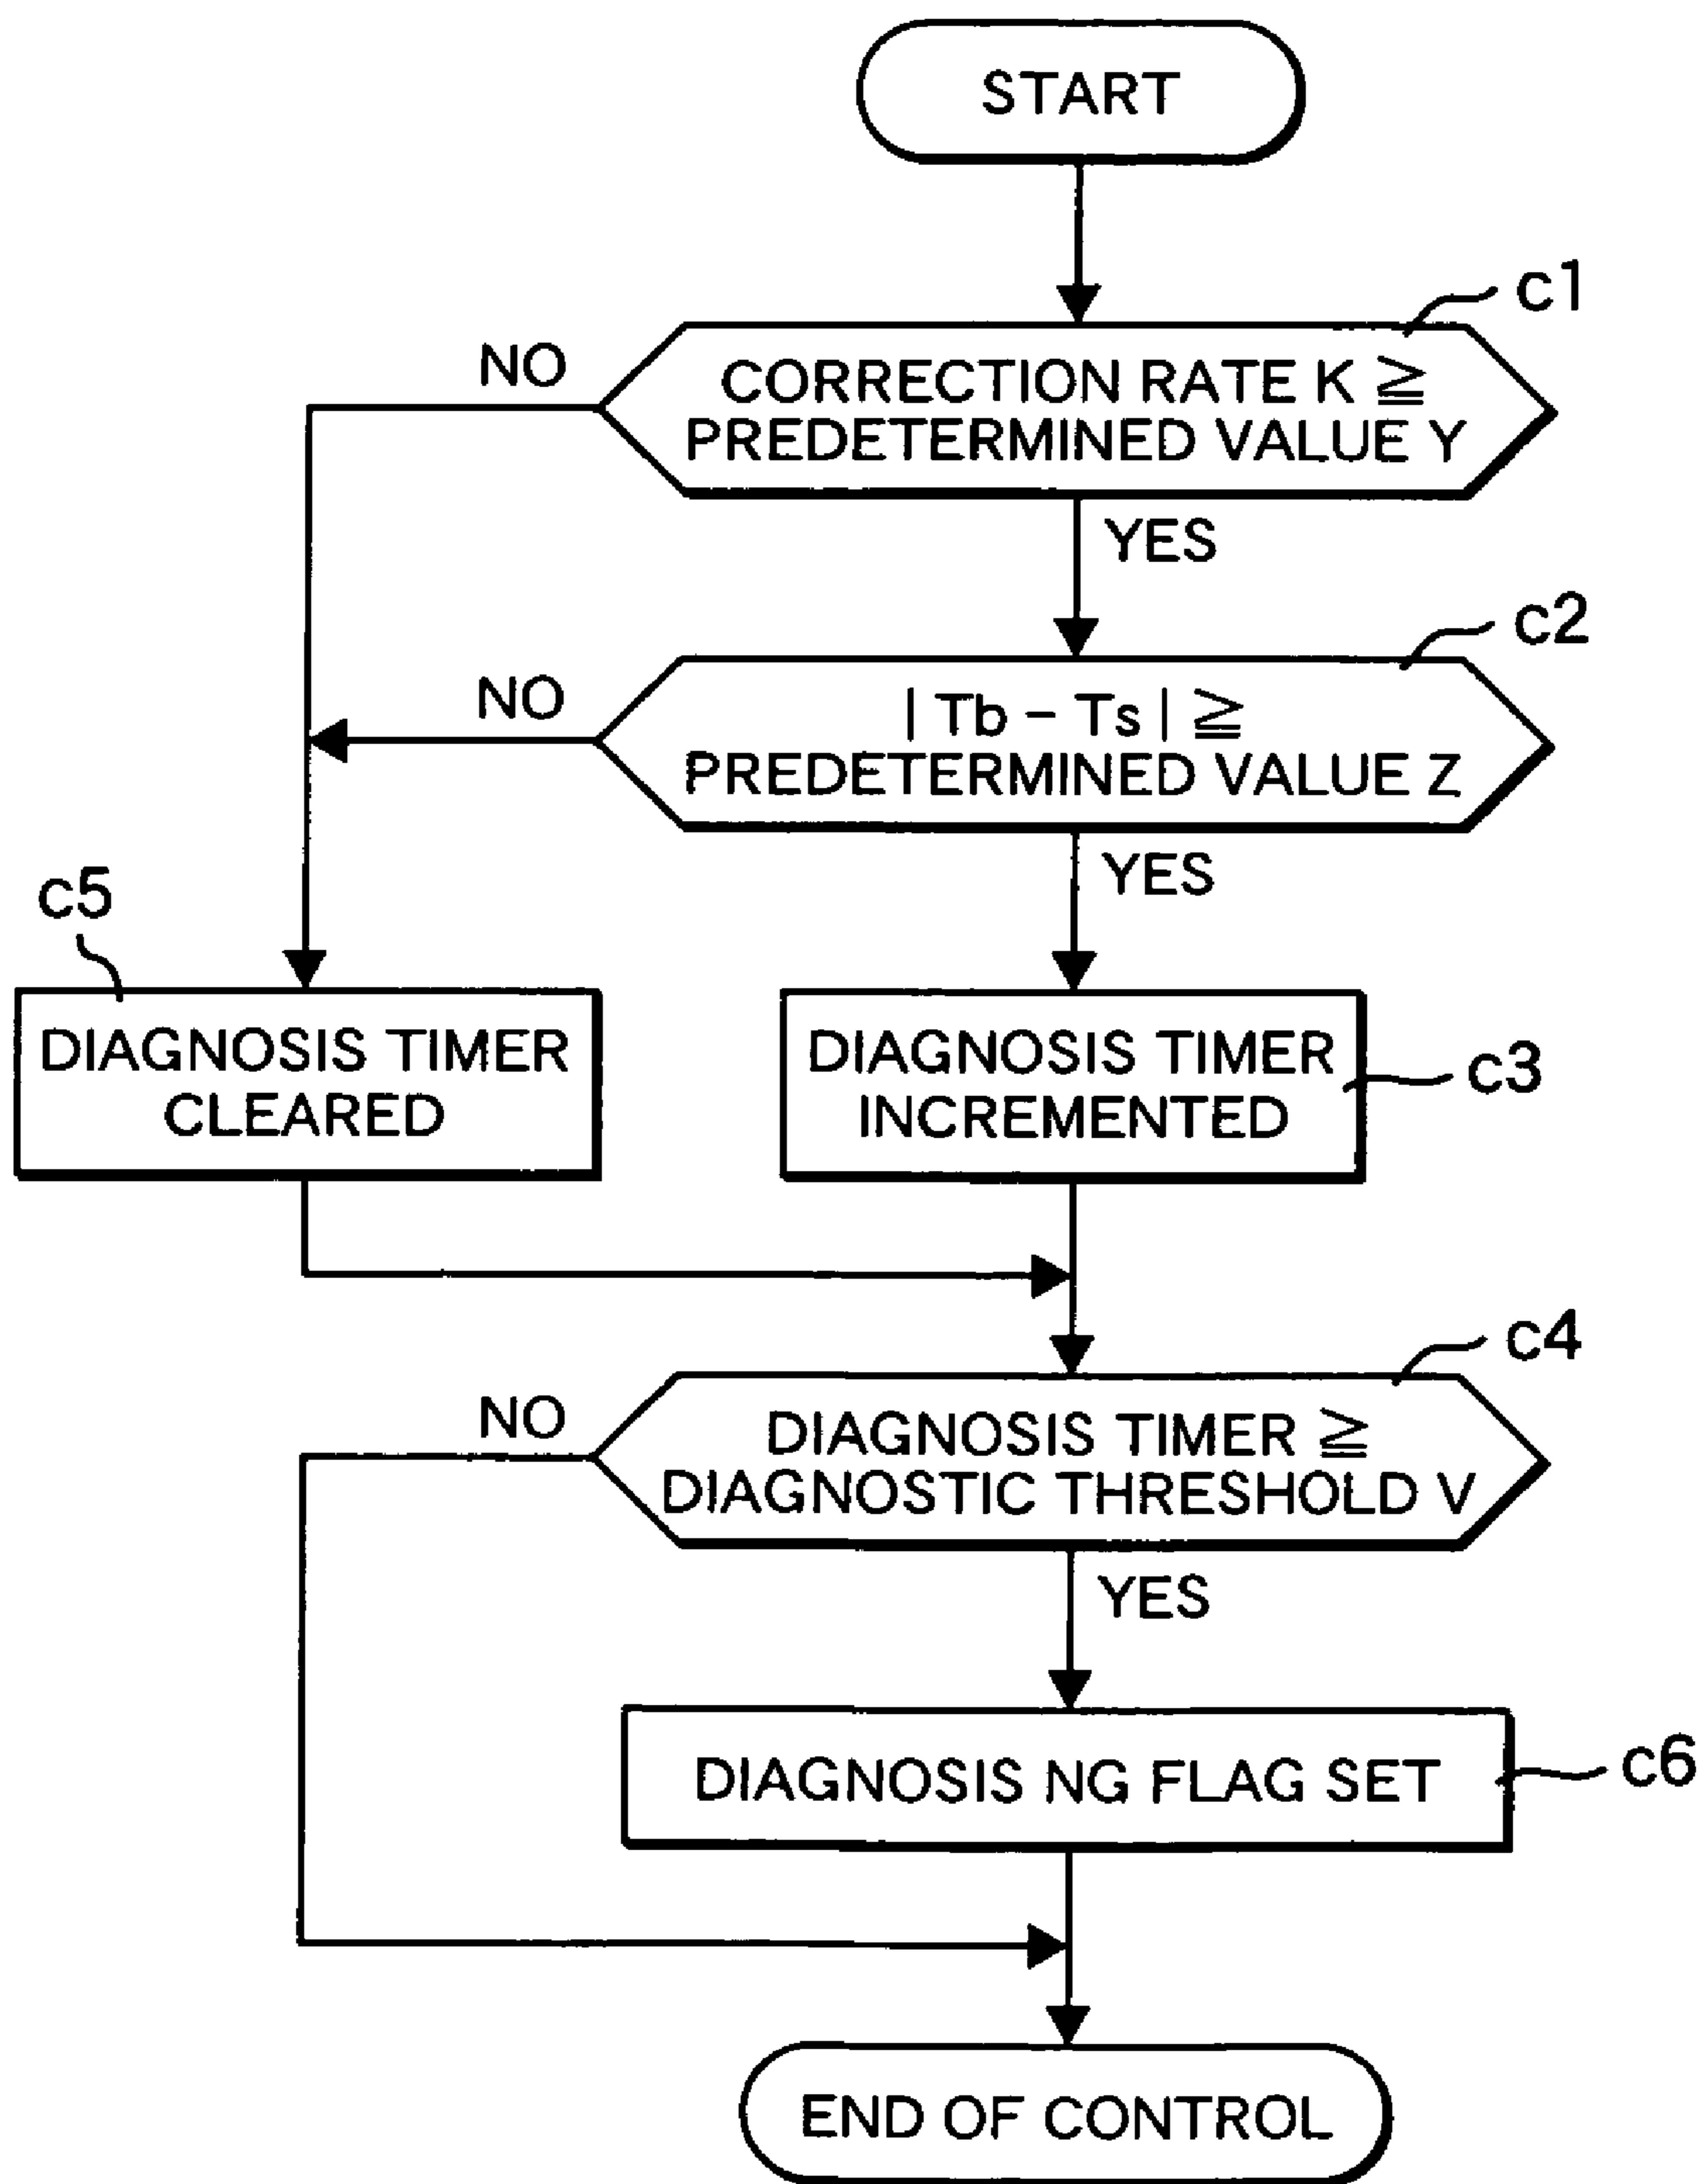 START
c1
NO
CORRECTION RATE K ≧
PREDETERMINED VALUE Y
YES
c2
NO
| Tb – Ts | ≧
PREDETERMINED VALUE Z
YES
c5
DIAGNOSIS TIMER
CLEARED
DIAGNOSIS TIMER
INCREMENTED
c3
c4
NO
DIAGNOSIS TIMER ≧
DIAGNOSTIC THRESHOLD V
YES
DIAGNOSIS NG FLAG SET
c6
END OF CONTROL